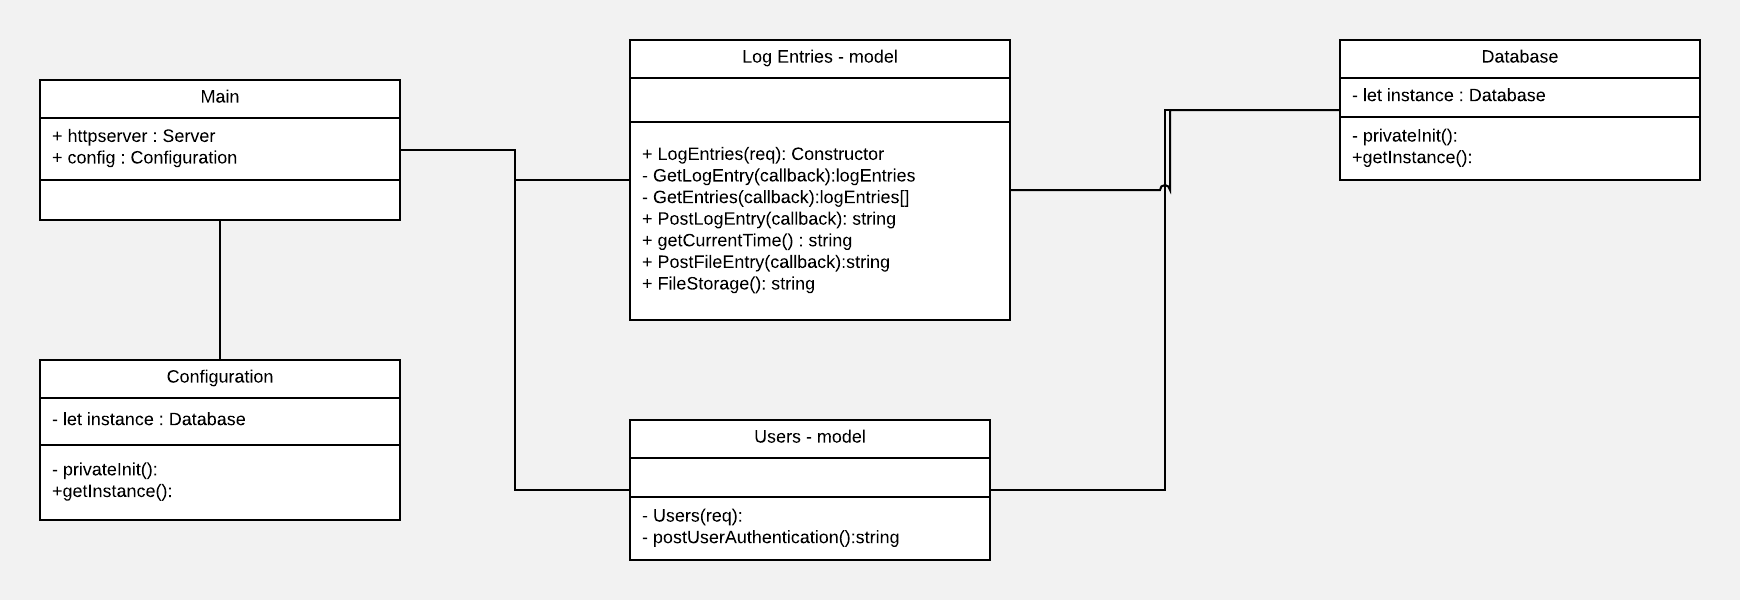 Main
+ httpserver : Server
+ config : Configuration
Configuration
- let instance : Database
- privateInit():
+getInstance():
Log Entries - model
+ LogEntries(req): Constructor
- GetLogEntry(callback):logEntries
- GetEntries(callback):logEntries[]
+ PostLogEntry(callback): string
+ getCurrentTime() : string
+ PostFileEntry(callback):string
+ FileStorage(): string
Users - model
- Users(req):
- postUserAuthentication():string
Database
- let instance : Database
- privateInit():
+getInstance():